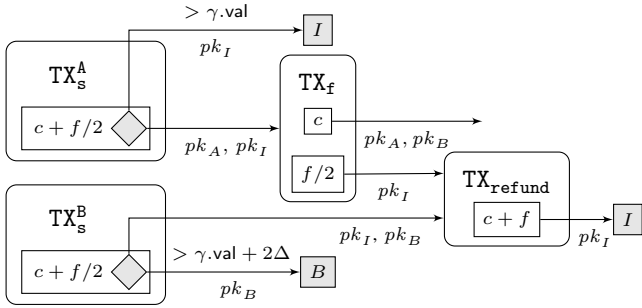 > γ.val
I
pk_I
TX_s^A
c + f/2
pk_A, pk_I
TX_f
c
pk_A, pk_B
f/2
pk_I
TX_refund
c + f
pk_I
I
TX_s^B
c + f/2
pk_I, pk_B
> γ.val + 2Δ
pk_B
B